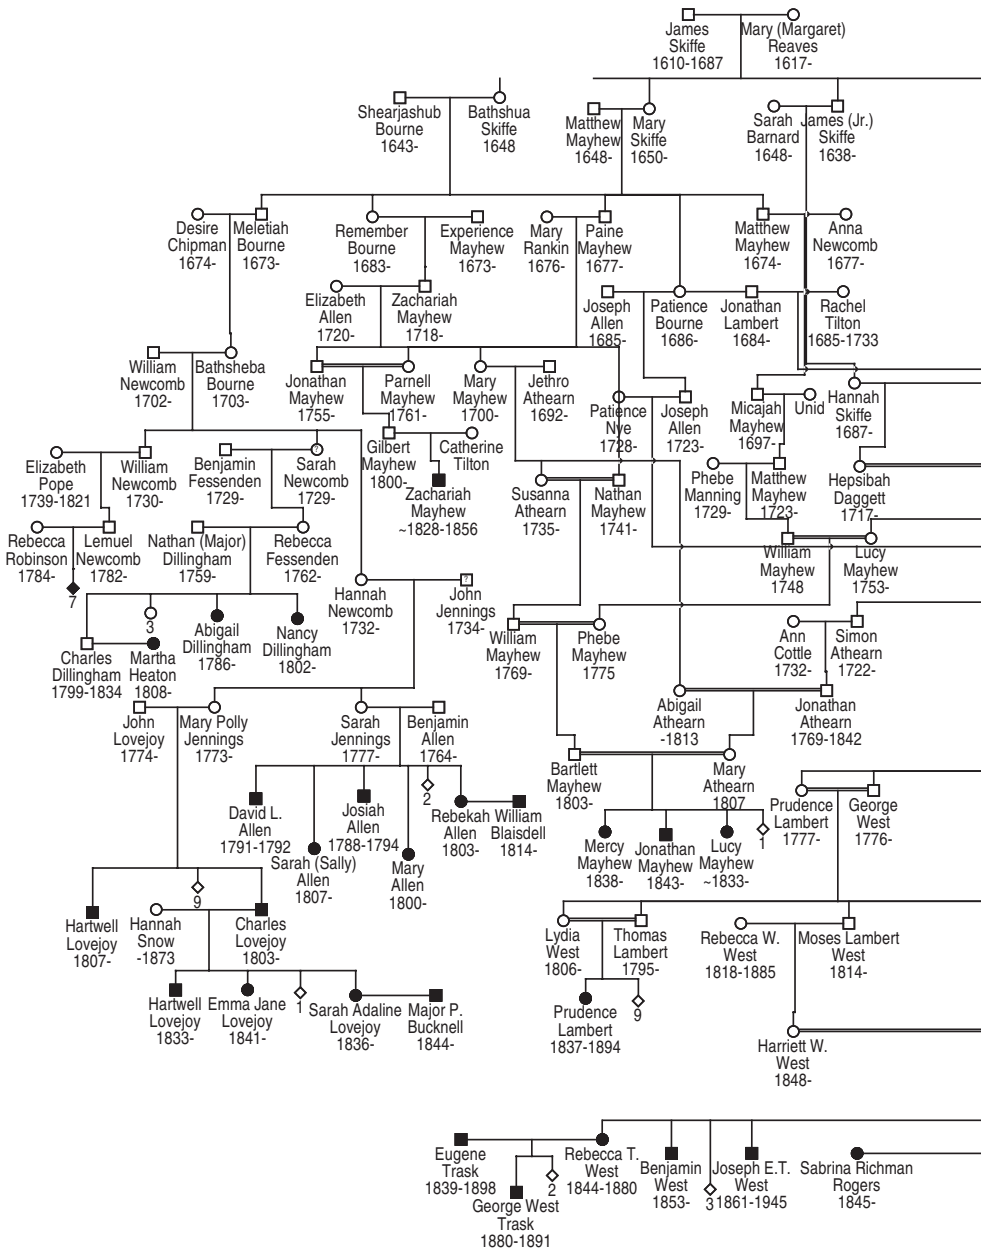 James
Skiffe
1610-1687
Mary (Margaret)
Reaves
1617-
Shearjashub
Bourne
1643-
Bathshua
Skiffe
1648
Matthew
Mayhew
1648-
Mary
Skiffe
1650-
Sarah
Barnard
1648-
James (Jr.)
Skiffe
1638-
Desire
Chipman
1674-
Meletiah
Bourne
1673-
Remember
Bourne
1683-
Experience
Mayhew
1673-
Mary
Rankin
1676-
Paine
Mayhew
1677-
Matthew
Mayhew
1674-
Anna
Newcomb
1677-
Elizabeth
Allen
1720-
Zachariah
Mayhew
1718-
Joseph
Allen
1685-
Patience
Bourne
1686-
Jonathan
Lambert
1684-
Rachel
Tilton
1685-1733
William
Newcomb
1702-
Bathsheba
Bourne
1703-
Jonathan
Mayhew
1755-
Parnell
Mayhew
1761-
Mary
Mayhew
1700-
Jethro
Athearn
1692-
Patience
Nye
1728-
Joseph
Allen
1723-
Micajah
Mayhew
1697-
Unid
Hannah
Skiffe
1687-
Elizabeth
Pope
1739-1821
William
Newcomb
1730-
Benjamin
Fessenden
1729-
?
Sarah
Newcomb
1729-
Gilbert
Mayhew
1800-
Catherine
Tilton
Zachariah
Mayhew
~1828-1856
Susanna
Athearn
1735-
Nathan
Mayhew
1741-
Phebe
Manning
1729-
Matthew
Mayhew
1723-
Hepsibah
Daggett
1717-
Rebecca
Robinson
1784-
Lemuel
Newcomb
1782-
Nathan (Major)
Dillingham
1759-
Rebecca
Fessenden
1762-
William
Mayhew
1748
Lucy
Mayhew
1753-
7
Hannah
Newcomb
1732-
?
John
Jennings
1734-
3
Abigail
Dillingham
1786-
Nancy
Dillingham
1802-
Charles
Dillingham
1799-1834
Martha
Heaton
1808-
William
Mayhew
1769-
Phebe
Mayhew
1775
Ann
Cottle
1732-
Simon
Athearn
1722-
John
Lovejoy
1774-
Mary Polly
Jennings
1773-
Sarah
Jennings
1777-
Benjamin
Allen
1764-
Abigail
Athearn
-1813
Jonathan
Athearn
1769-1842
Bartlett
Mayhew
1803-
Mary
Athearn
1807
David L.
Allen
1791-1792
Josiah
Allen
1788-1794
2
Rebekah
Allen
1803-
William
Blaisdell
1814-
Sarah (Sally)
Allen
1807-
Mary
Allen
1800-
Mercy
Mayhew
1838-
Jonathan
Mayhew
1843-
Lucy
Mayhew
~1833-
1
Prudence
Lambert
1777-
George
West
1776-
9
Hartwell
Lovejoy
1807-
Hannah
Snow
-1873
Charles
Lovejoy
1803-
Lydia
West
1806-
Thomas
Lambert
1795-
Rebecca W.
West
1818-1885
Moses Lambert
West
1814-
Hartwell
Lovejoy
1833-
Emma Jane
Lovejoy
1841-
1
Sarah Adaline
Lovejoy
1836-
Major P.
Bucknell
1844-
Prudence
Lambert
1837-1894
9
Harriett W.
West
1848-
Eugene
Trask
1839-1898
Rebecca T.
West
1844-1880
Benjamin
West
1853-
3
Joseph E.T.
West
1861-1945
Sabrina Richman
Rogers
1845-
2
George West
Trask
1880-1891